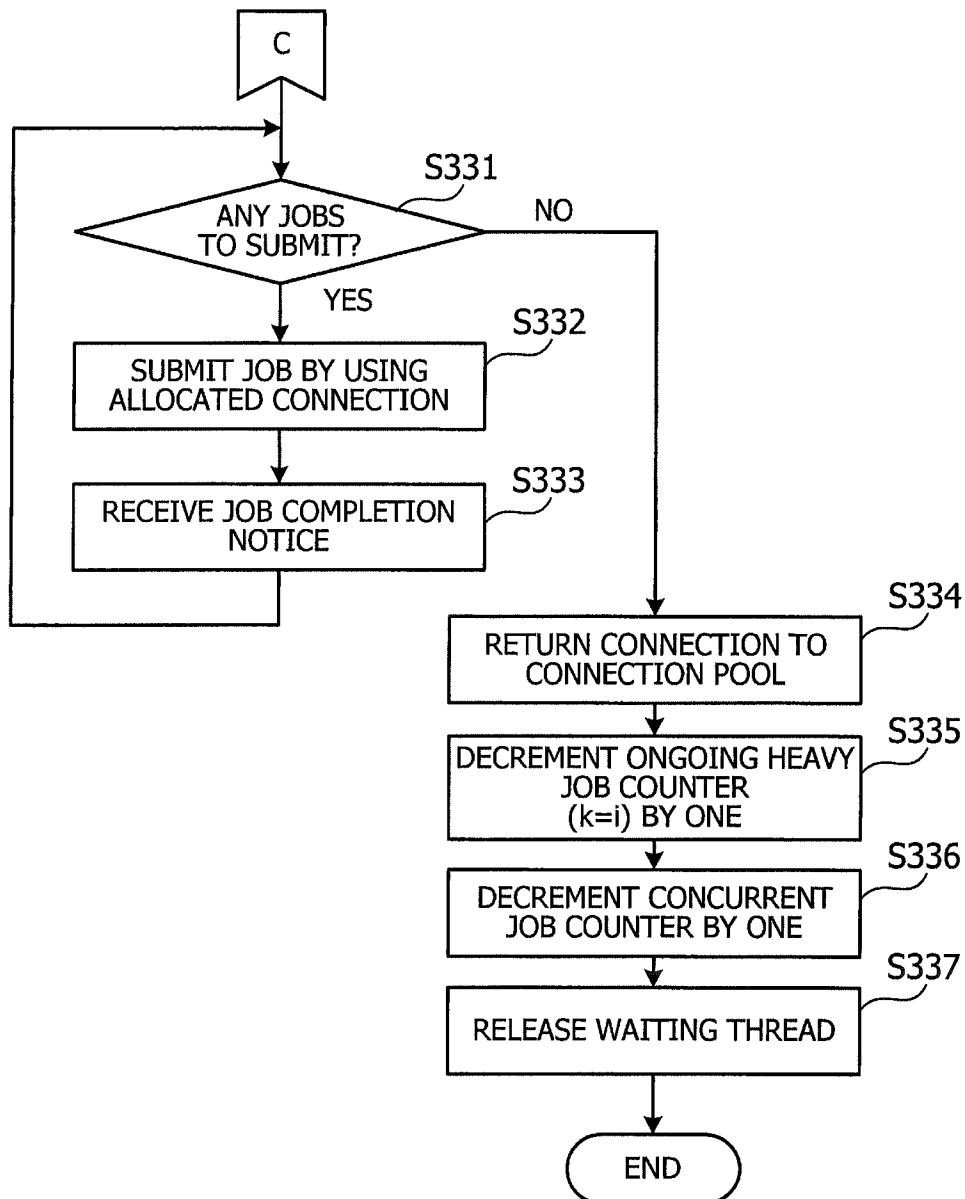 C
S331
ANY JOBS
TO SUBMIT?
NO
YES
S332
SUBMIT JOB BY USING
ALLOCATED CONNECTION
S333
RECEIVE JOB COMPLETION
NOTICE
S334
RETURN CONNECTION TO
CONNECTION POOL
S335
DECREMENT ONGOING HEAVY
JOB COUNTER
(k=i) BY ONE
S336
DECREMENT CONCURRENT
JOB COUNTER BY ONE
S337
RELEASE WAITING THREAD
END